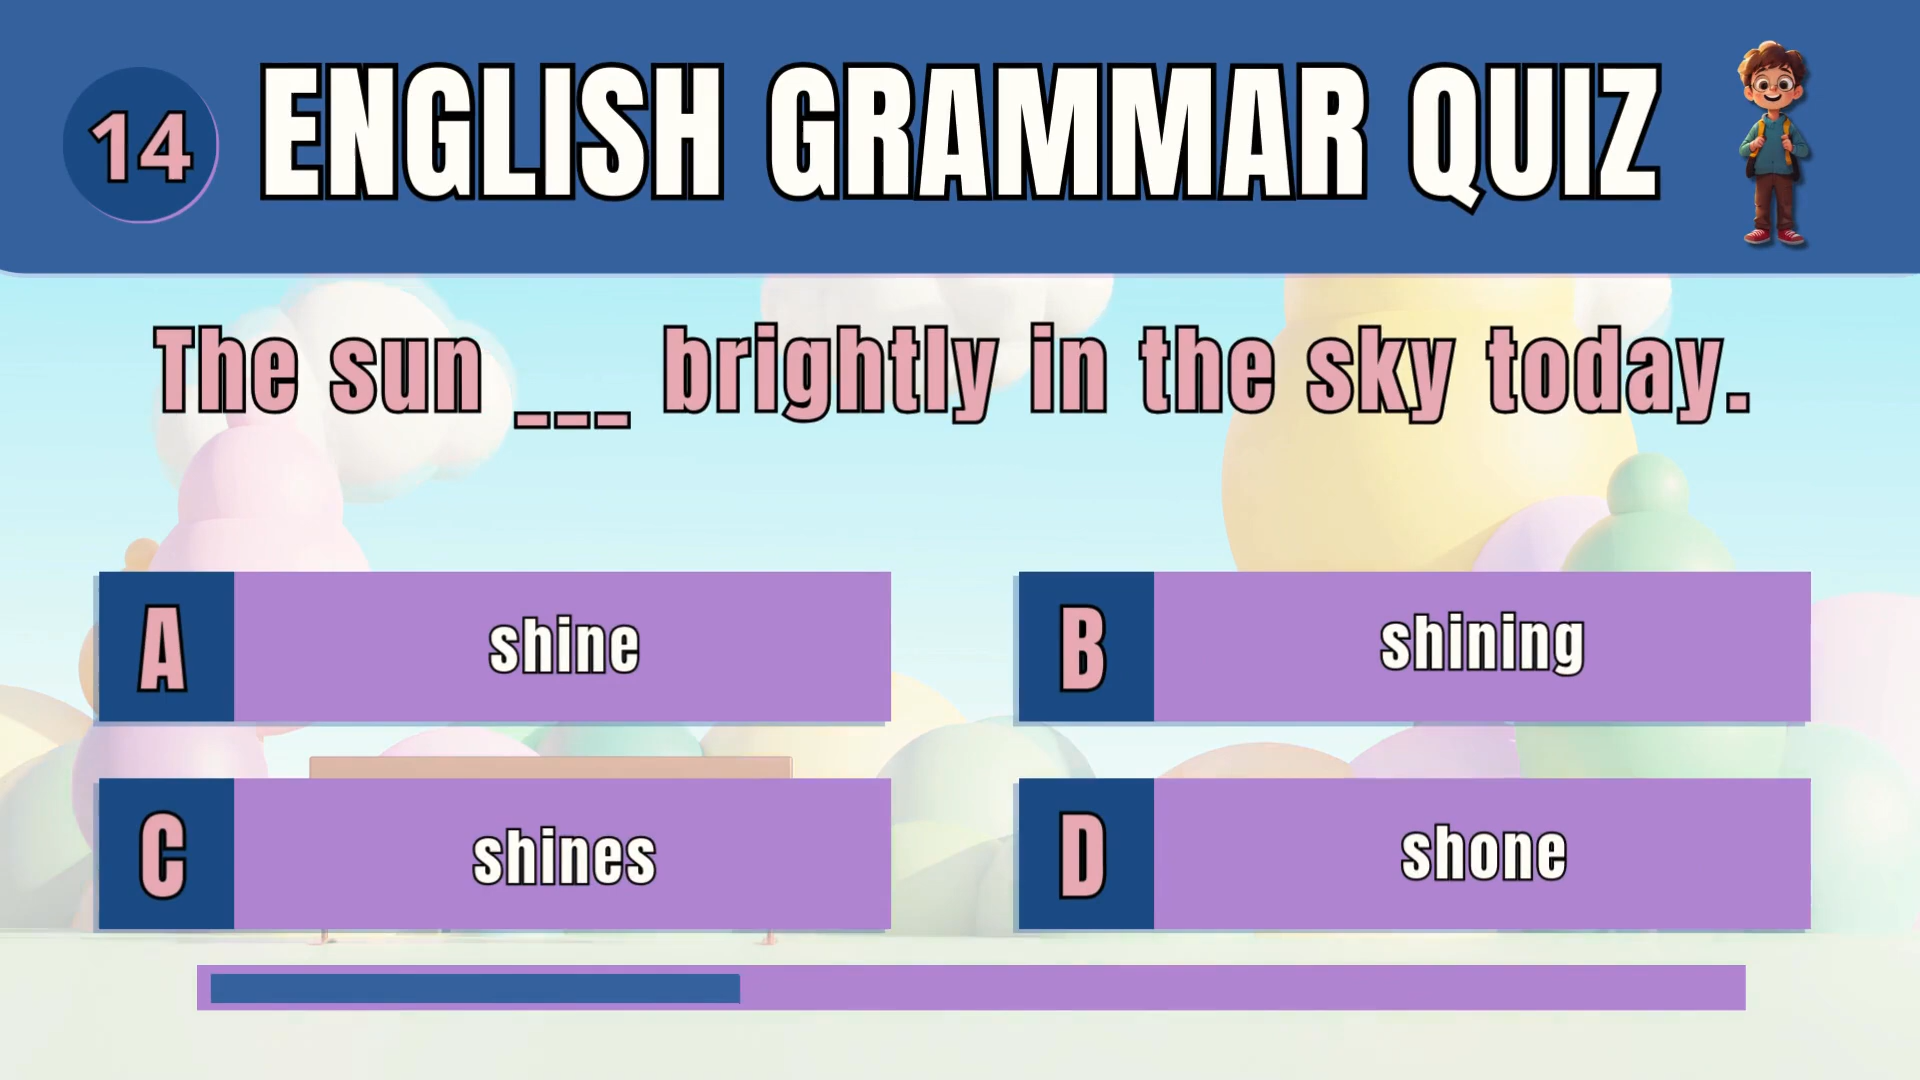 14
ENGLISH GRAMMAR QUIZ
The sun ___ brightly in the sky today.
A shine
B shining
C shines
D shone